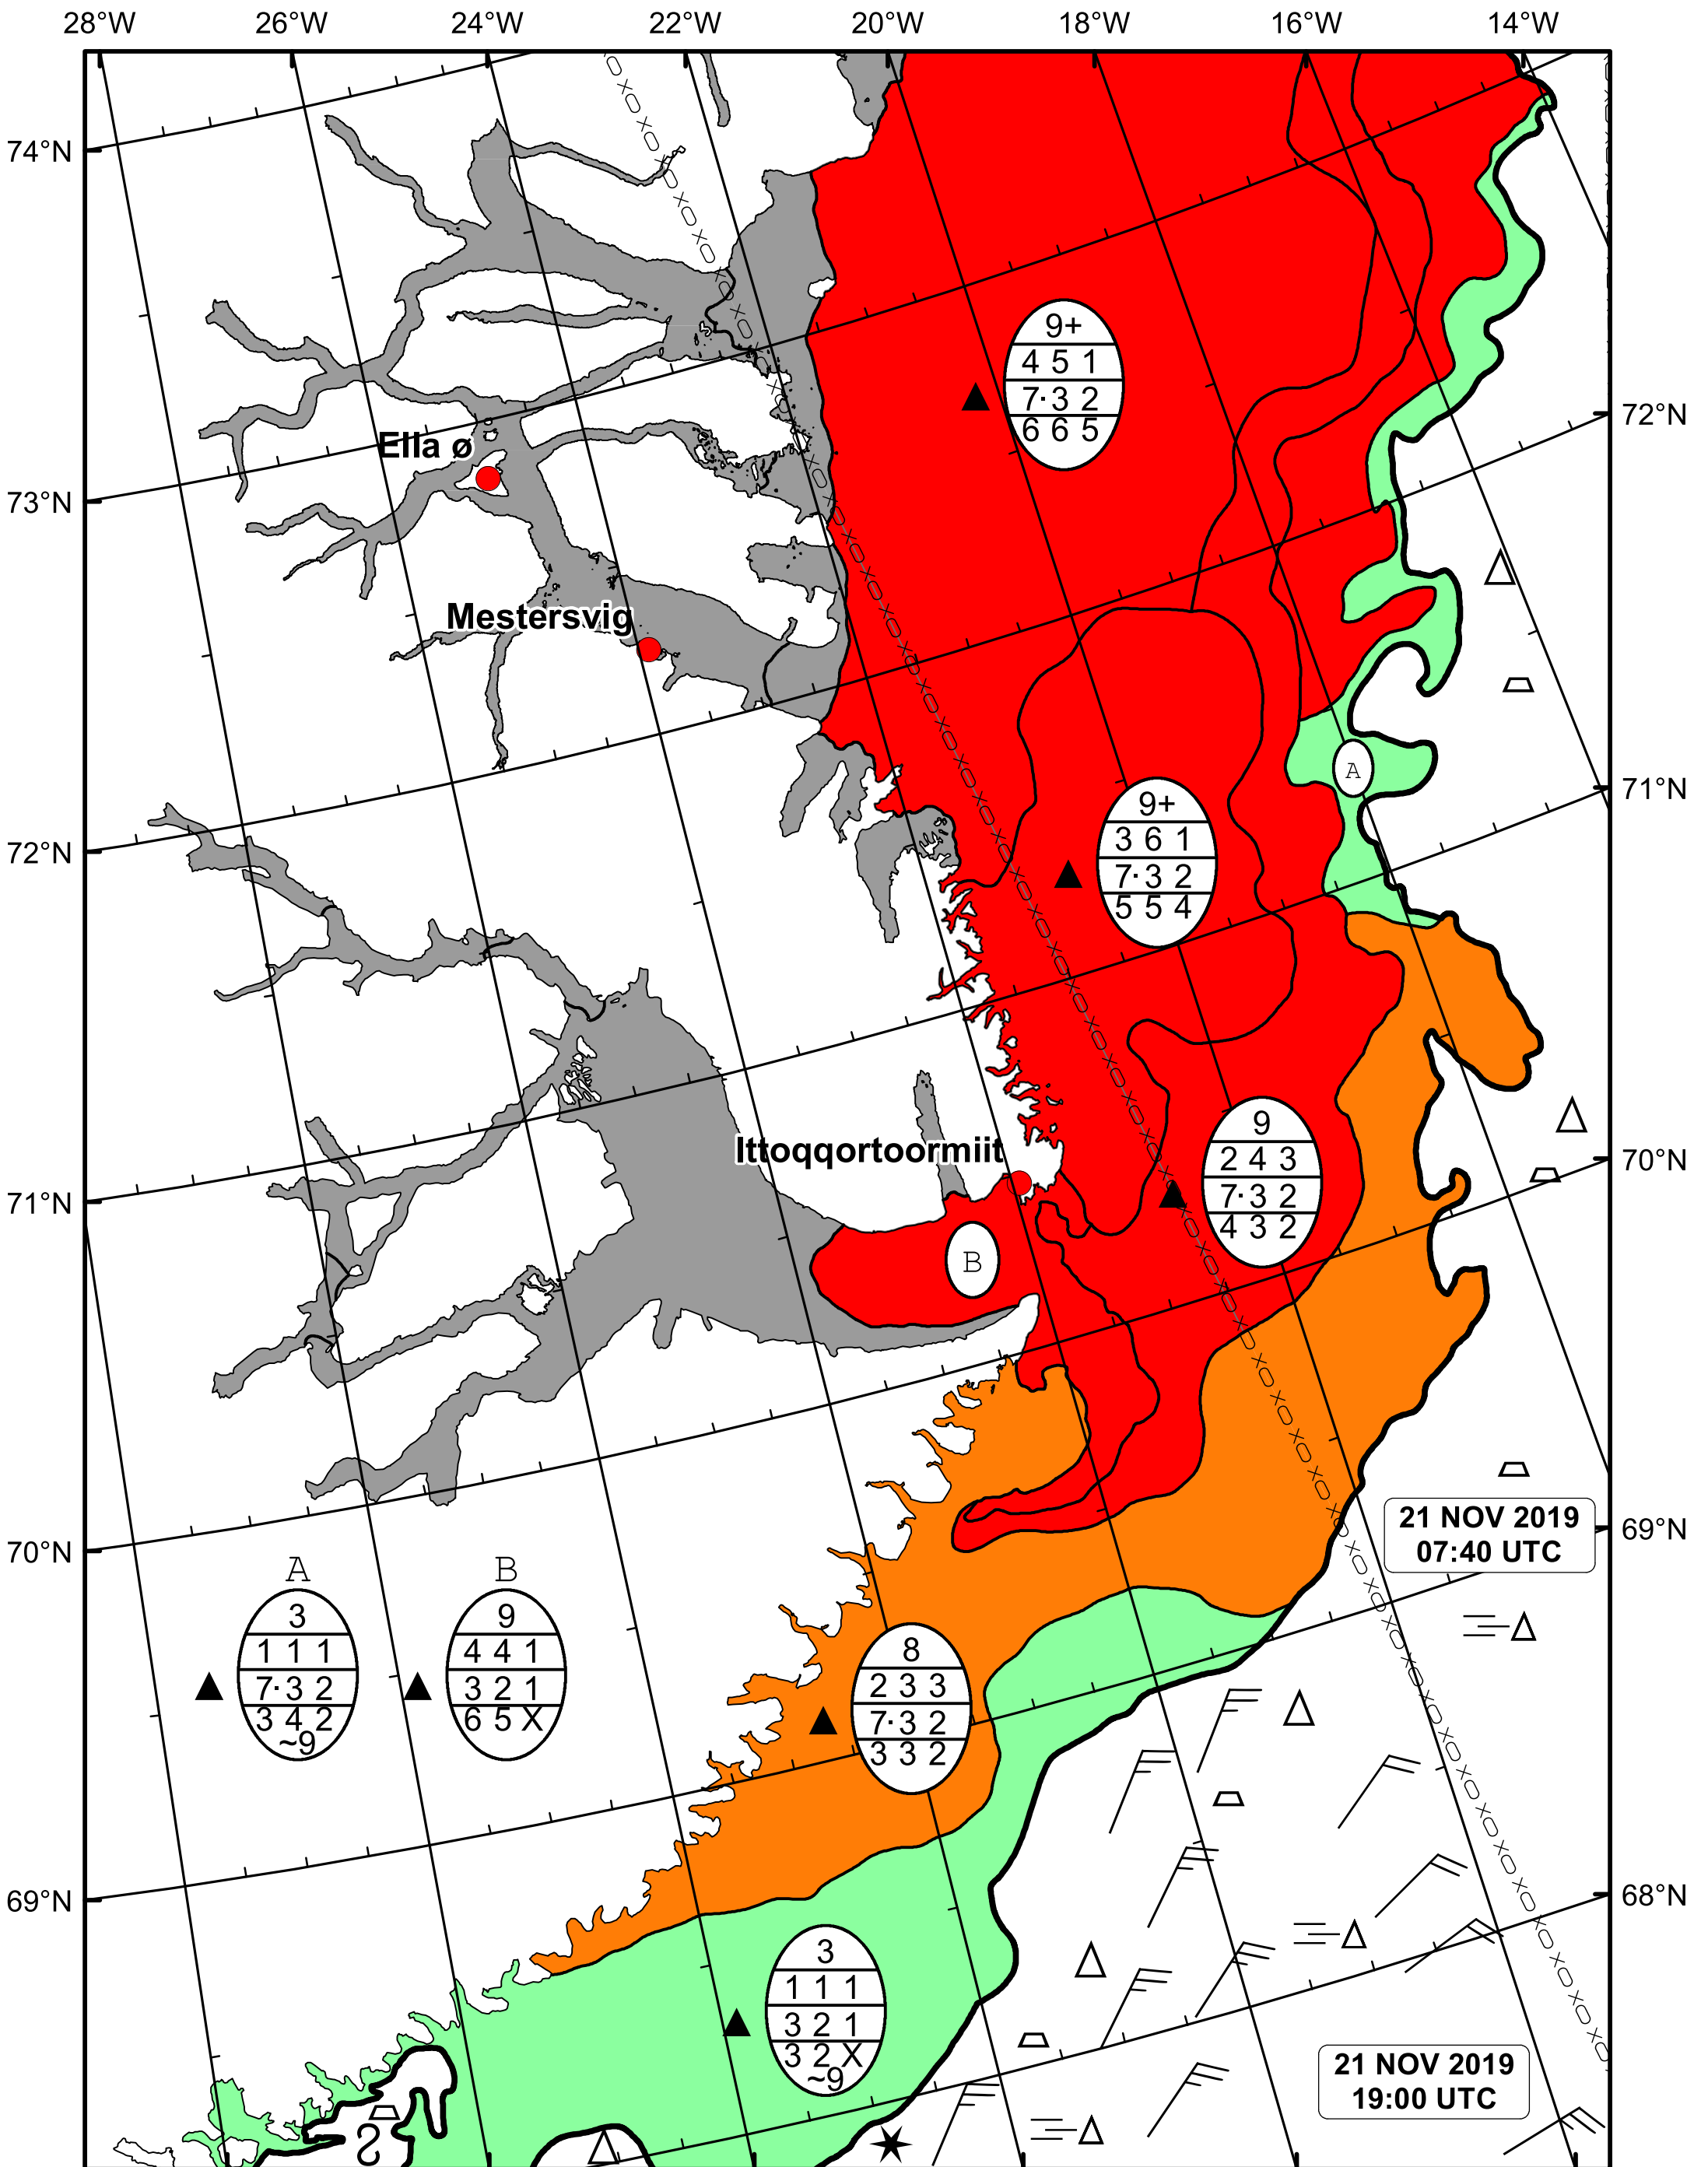 28°W 26°W 24°W 22°W 20°W 18°W 16°W 14°W
74°N
9+
4 5 1
7· 3 2
6 6 5
72°N
Ella ø
73°N
Mestersvig
A
71°N
9+
3 6 1
7· 3 2
5 5 4
72°N
9
2 4 3
7· 3 2
4 3 2
Ittoqqortoormiit
70°N
71°N
B
21 NOV 2019
07:40 UTC
69°N
70°N
A
3
1 1 1
7· 3 2
3 4 2
~9
B
9
4 4 1
3 2 1
6 5 X
8
2 3 3
7· 3 2
3 3 2
69°N
68°N
3
1 1 1
3 2 1
3 2 X
~9
21 NOV 2019
19:00 UTC